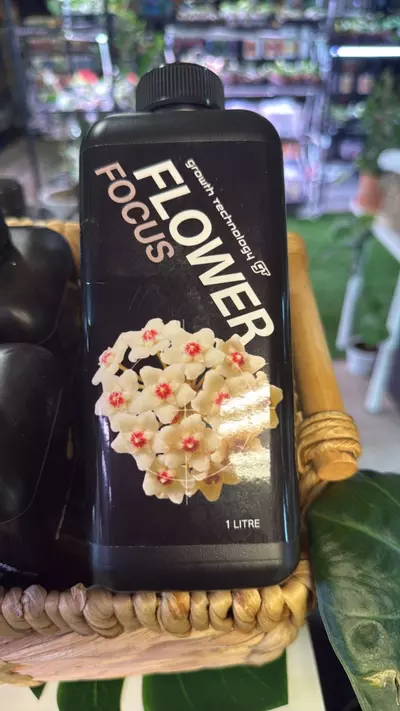 growth technology gt
FLOWER
FOCUS
1 LITRE